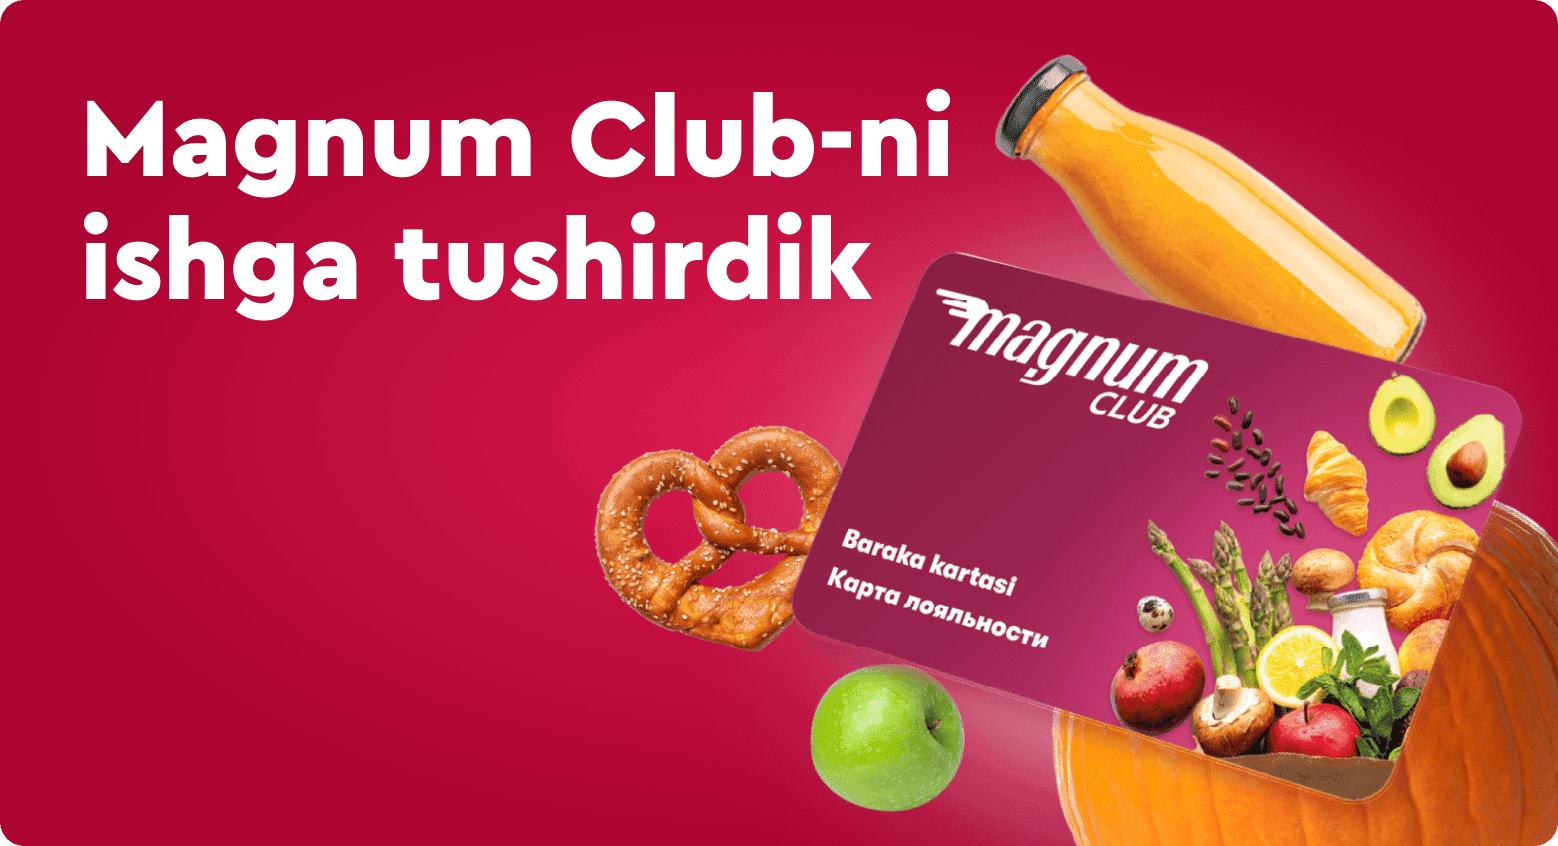 Magnum Club-ni
ishga tushirdik
magnum
CLUB
Baraka kartasi
Карта лояльности